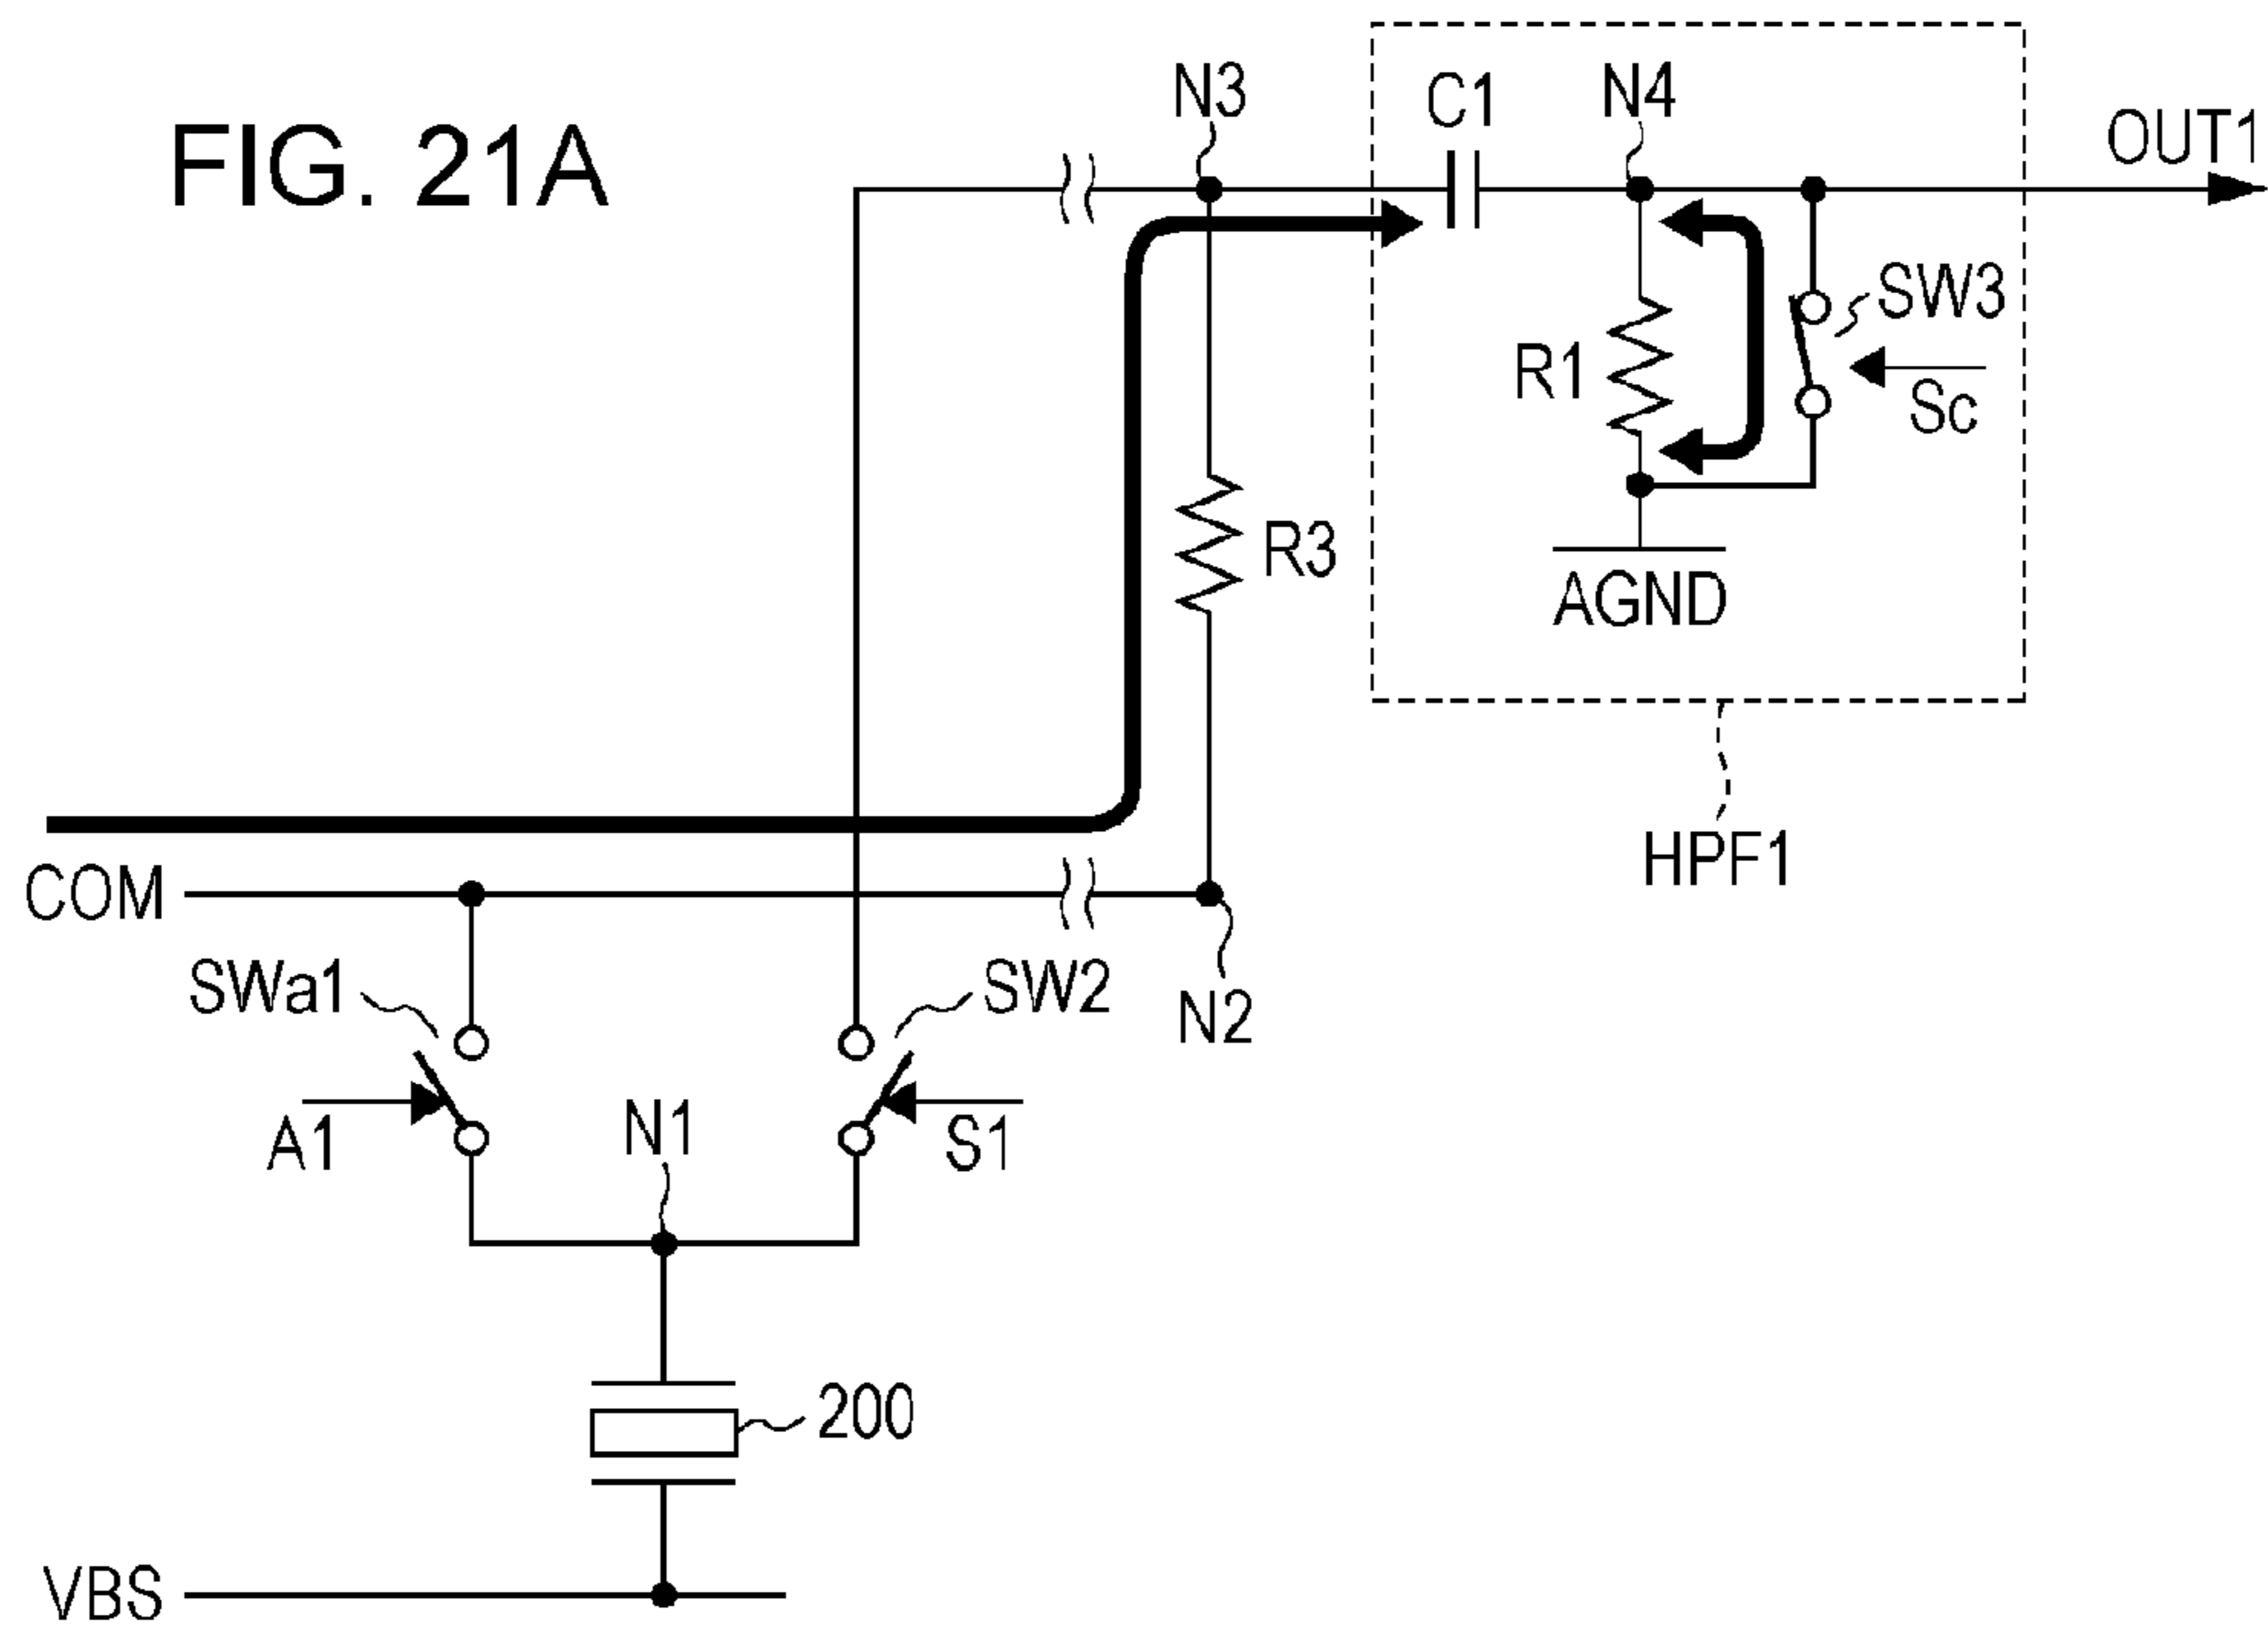 FIG. 21A
N3
C1
N4
OUT1
SW3
R1
Sc
R3
AGND
HPF1
COM
SWa1
SW2
N2
A1
N1
S1
200
VBS